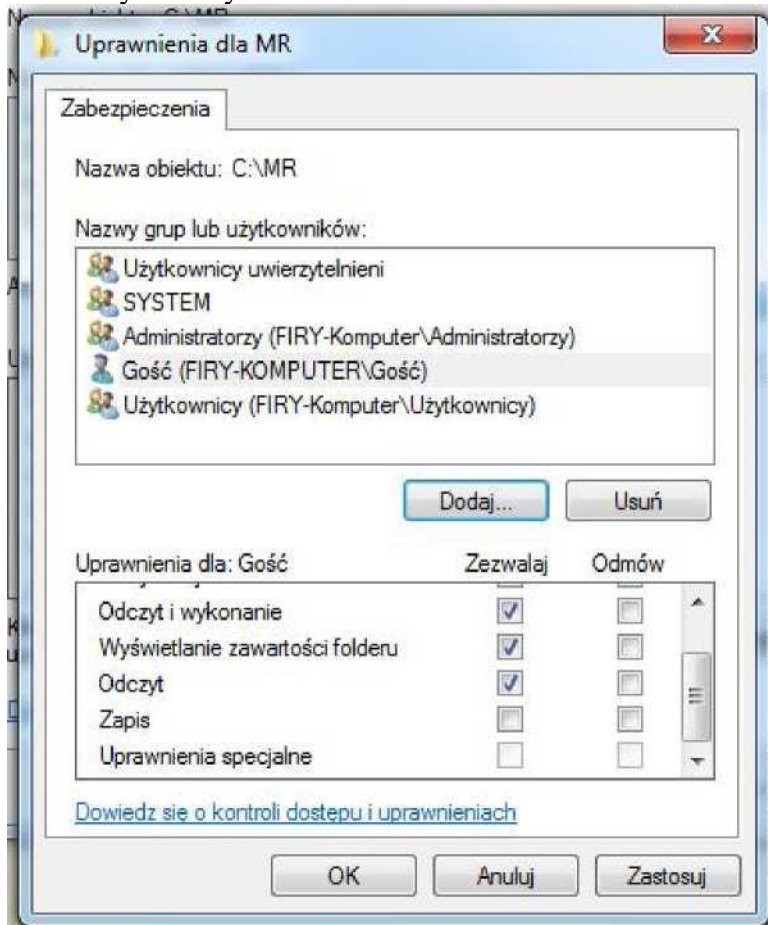 Uprawnienia dla MR
Zabezpieczenia
Nazwa obiektu: C:\MR
Nazwy grup lub użytkowników:
Użytkownicy uwierzytelnieni
SYSTEM
Administratorzy (FIRY-Komputer\Administratorzy)
Gość (FIRY-KOMPUTER\Gość)
Użytkownicy (FIRY-Komputer\Użytkownicy)
Dodaj... Usuń
Uprawnienia dla: Gość Zezwalaj Odmów
Odczyt i wykonanie
Wyświetlanie zawartości folderu
Odczyt
Zapis
Uprawnienia specjalne
Dowiedz się o kontroli dostępu i uprawnieniach
OK Anuluj Zastosuj